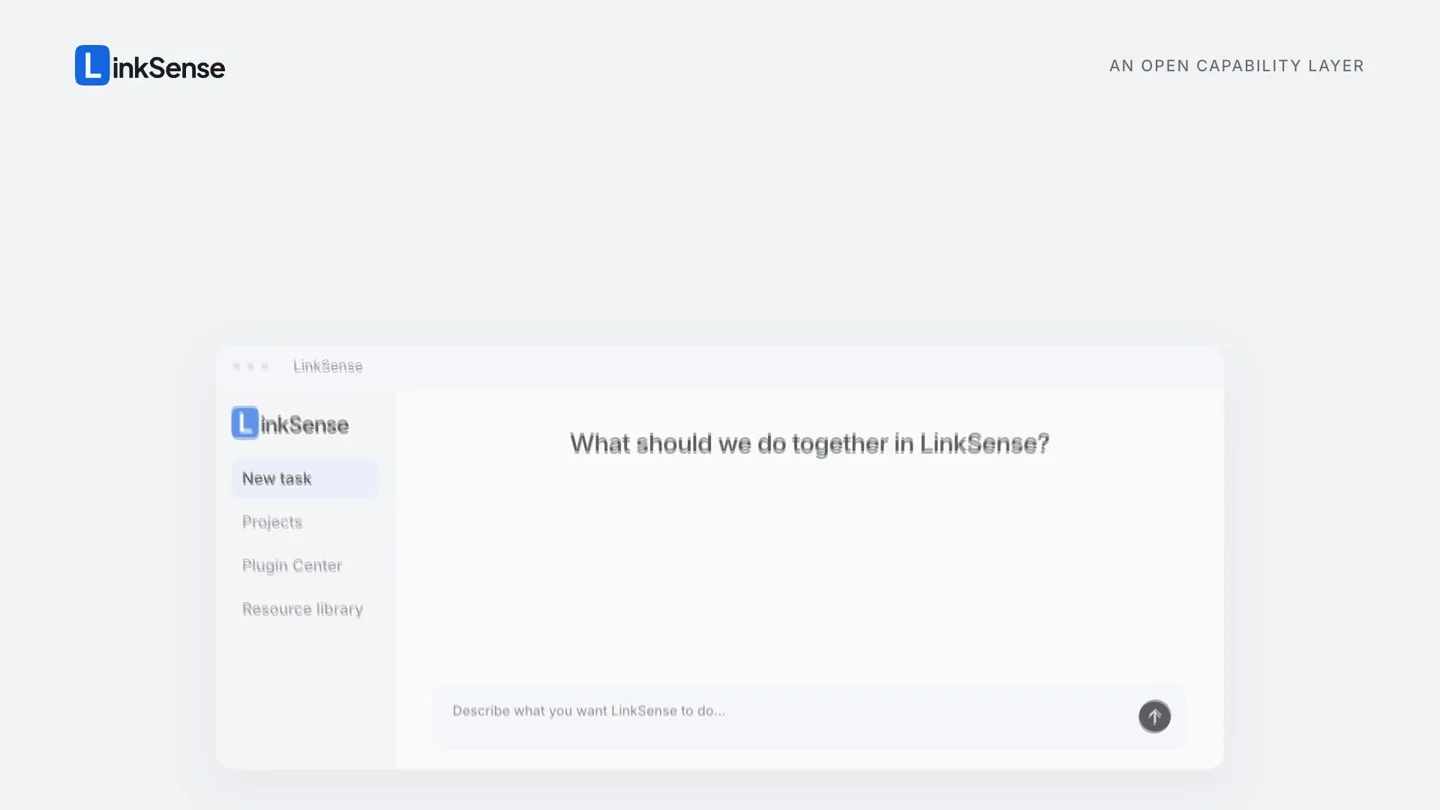 LinkSense
AN OPEN CAPABILITY LAYER
LinkSense
LinkSense
New task
Projects
Plugin Center
Resource library
What should we do together in LinkSense?
Describe what you want LinkSense to do...